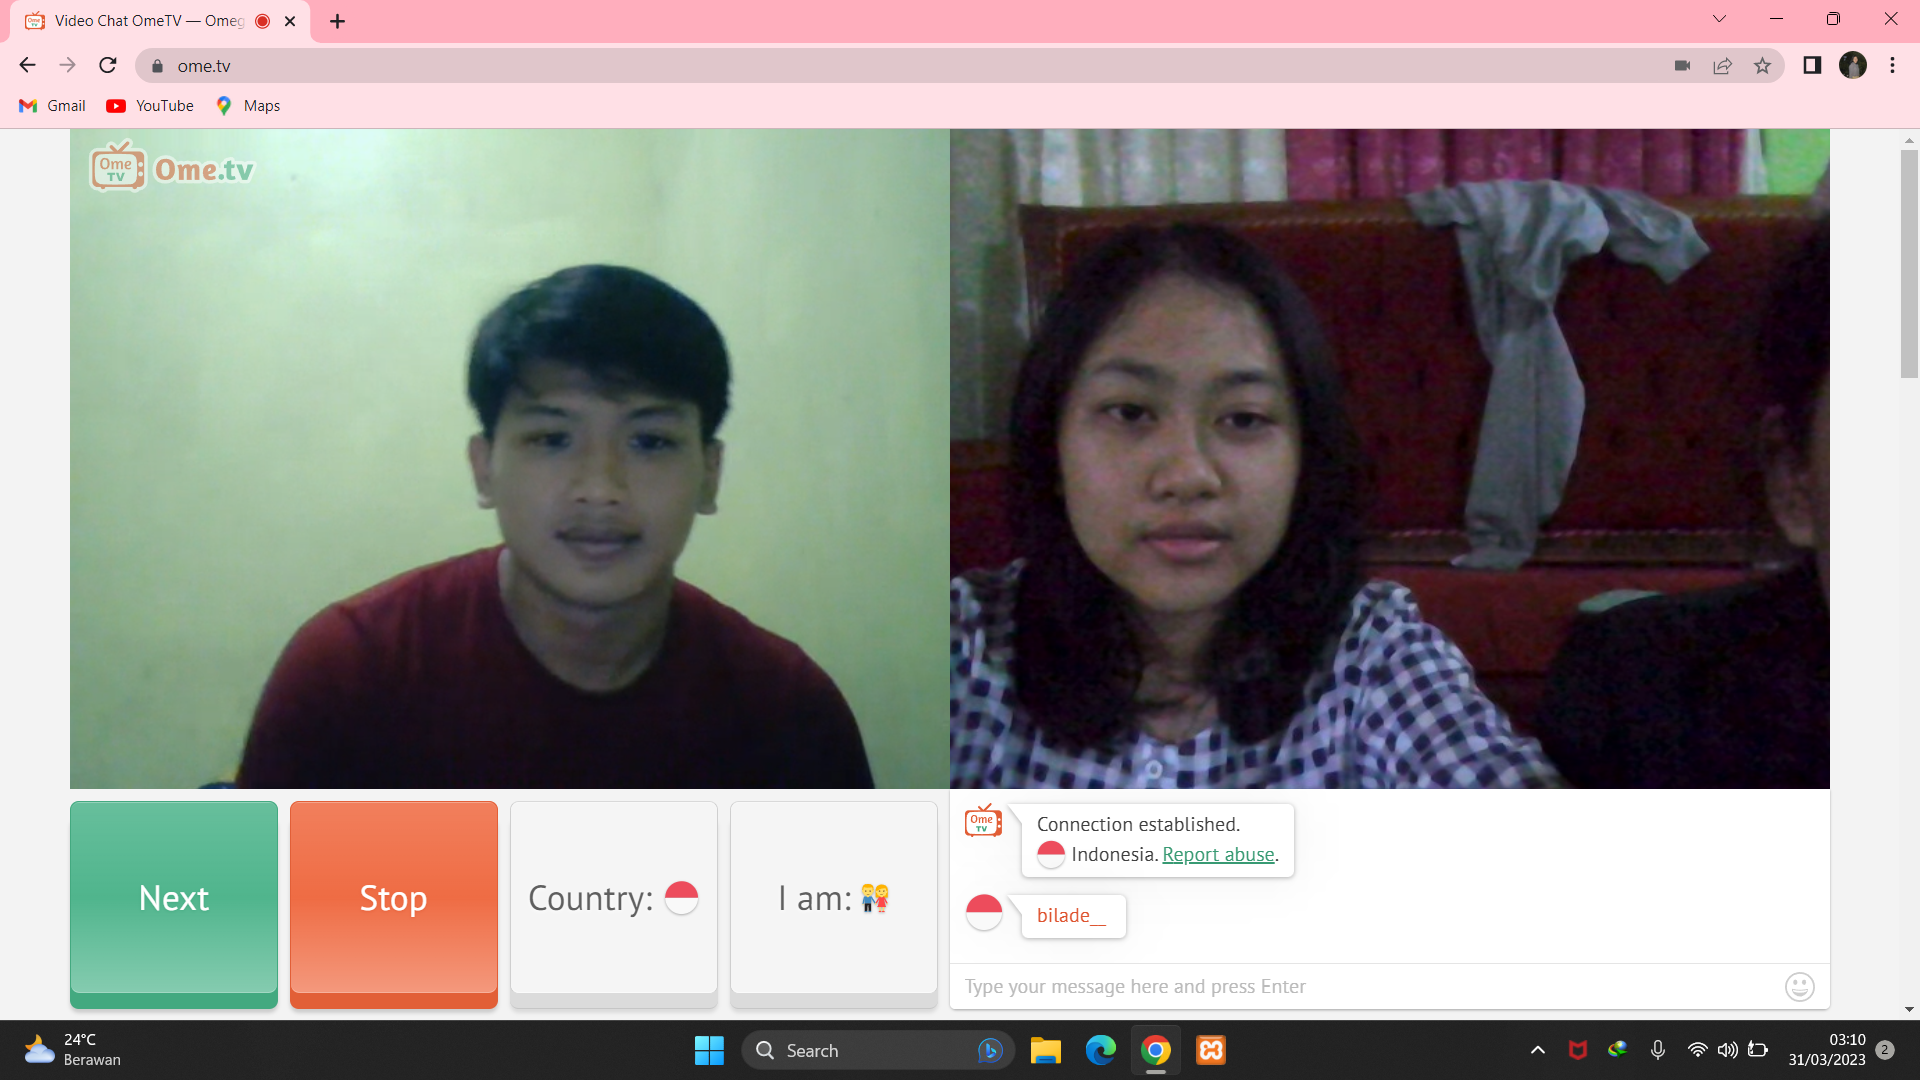 Video Chat OmeTV — Omeg
ome.tv
Gmail
YouTube
Maps
Ome TV Ome.tv
Next
Stop
Country:
I am:
Ome TV
Connection established.
Indonesia. Report abuse.
bilade__
Type your message here and press Enter
24°C
Berawan
Search
03:10
31/03/2023
2